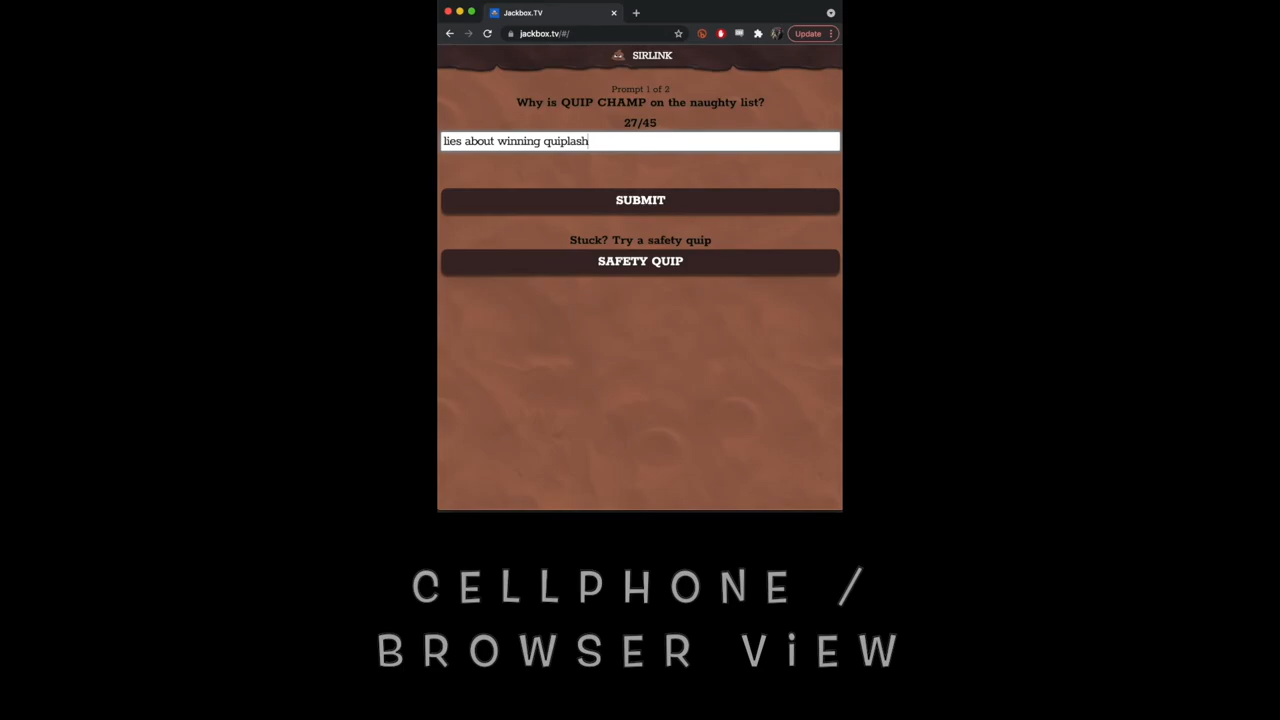 Jackbox.TV
jackbox.tv/#/
Update
SIRLINK
Prompt 1 of 2
Why is QUIP CHAMP on the naughty list?
27/45
lies about winning quiplash
SUBMIT
Stuck? Try a safety quip
SAFETY QUIP
CELLPHONE /
BROWSER ViEW